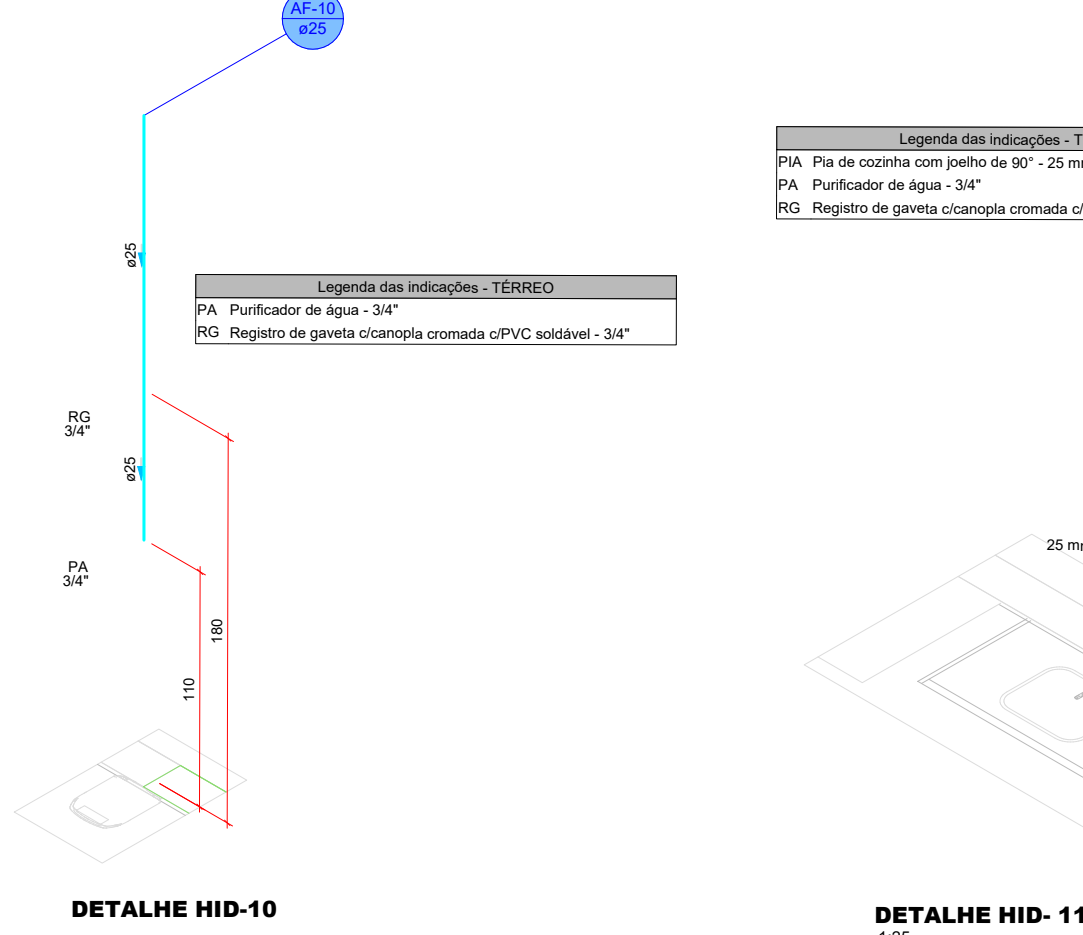 AF-10
ø25
Legenda das indicações - T
PIA Pia de cozinha com joelho de 90° - 25 m
PA Purificador de água - 3/4"
RG Registro de gaveta c/canopla cromada c/
ø25
Legenda das indicações - TÉRREO
PA Purificador de água - 3/4"
RG Registro de gaveta c/canopla cromada c/PVC soldável - 3/4"
RG
3/4"
ø25
PA
3/4"
25 m
180
110
DETALHE HID-10
DETALHE HID- 11